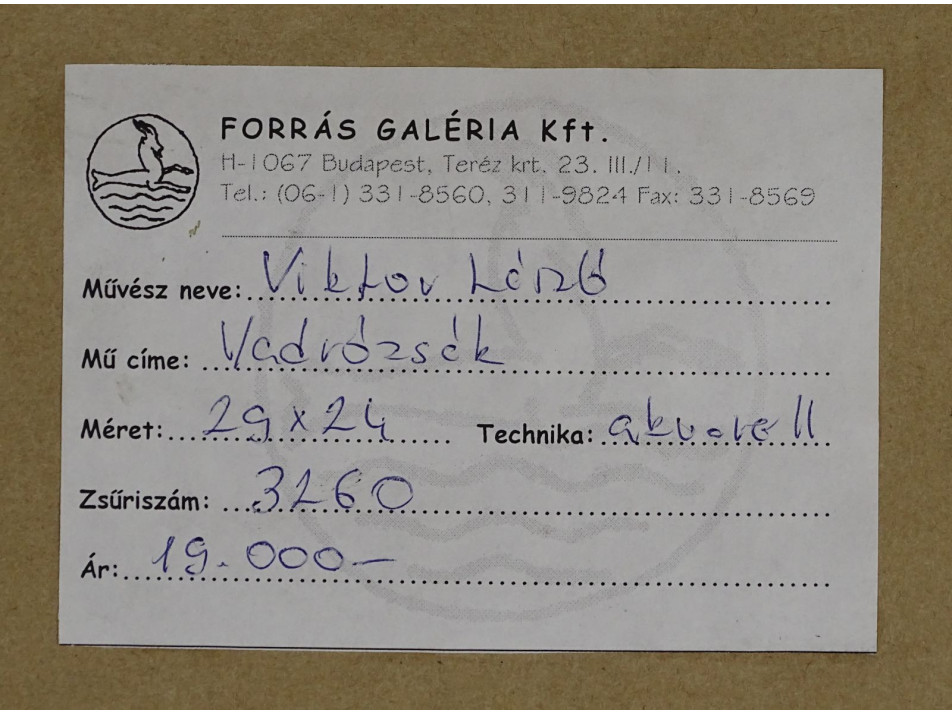 FORRÁS GALÉRIA Kft.
H-1067 Budapest, Teréz krt. 23. III./11.
Tel.: (06-1) 331-8560, 311-9824 Fax: 331-8569
Művész neve: Viktor László
Mű címe: Vadrózsák
Méret: 29x24 Technika: akvarell
Zsűriszám: 3260
Ár: 19.000-